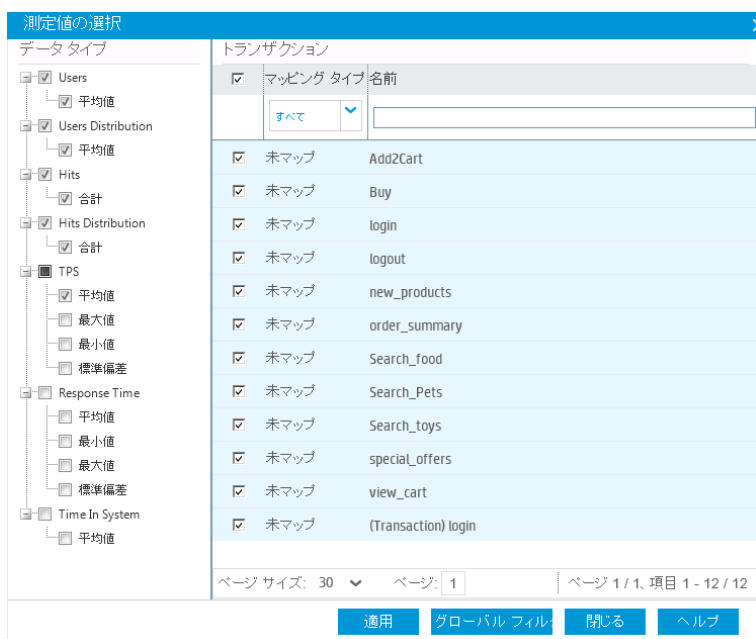 測定値の選択
データ タイプ
Users
平均値
Users Distribution
平均値
Hits
合計
Hits Distribution
合計
TPS
平均値
最大値
最小値
標準偏差
Response Time
平均値
最小値
最大値
標準偏差
Time In System
平均値
トランザクション
マッピング タイプ 名前
すべて
未マップ Add2Cart
未マップ Buy
未マップ login
未マップ logout
未マップ new_products
未マップ order_summary
未マップ Search_food
未マップ Search_Pets
未マップ Search_toys
未マップ special_offers
未マップ view_cart
未マップ (Transaction) login
ページ サイズ: 30 ページ: 1 ページ 1 / 1、項目 1 - 12 / 12
適用 グローバル フィル 閉じる ヘルプ